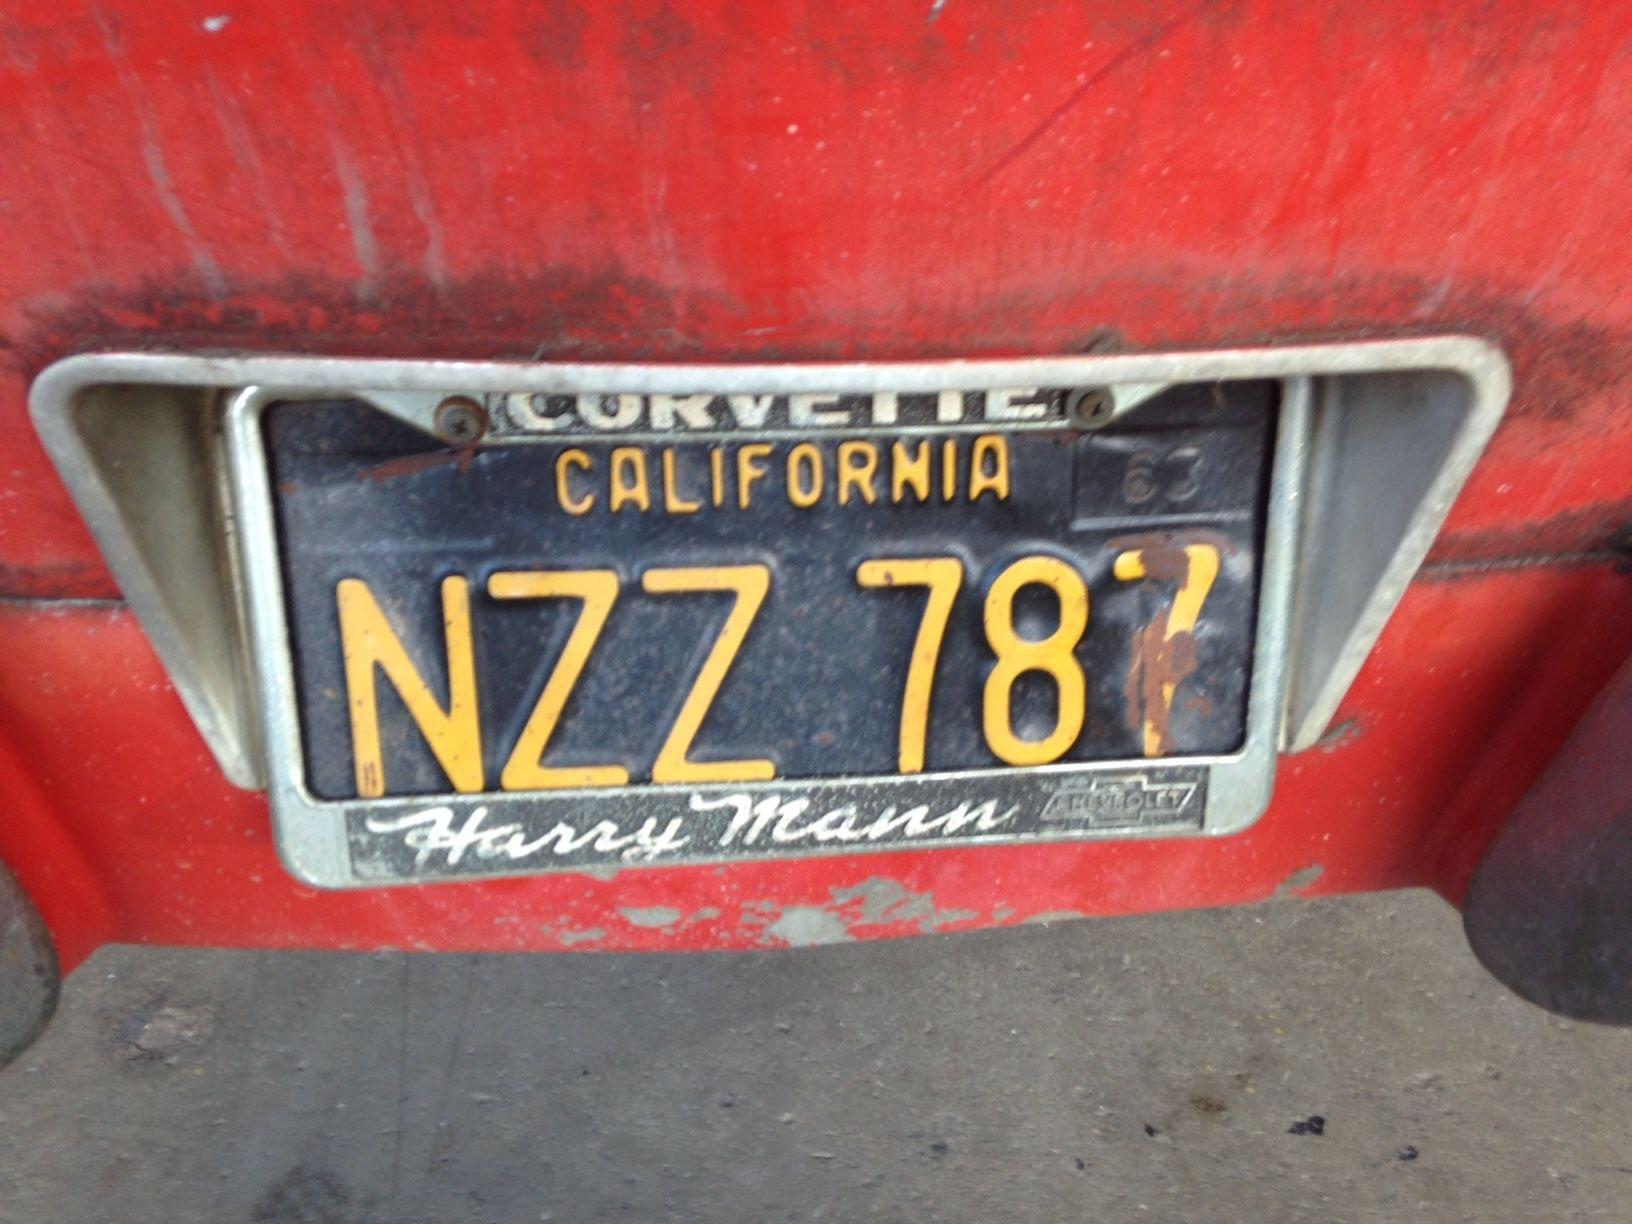 CORVETTE
CALIFORNIA 63
NZZ 787
Harry Mann CHEVROLET